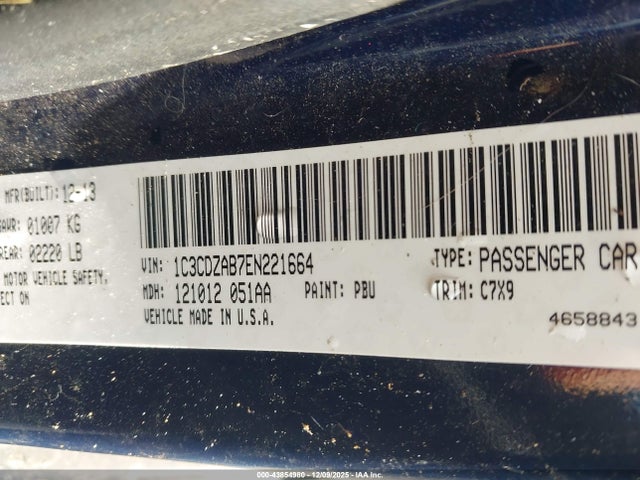 MFR(BUILT): 12-13
GAWR: 01007 KG
REAR: 02220 LB
MOTOR VEHICLE SAFETY,
ECT ON
VIN: 1C3CDZAB7EN221664 TYPE: PASSENGER CAR
MDH: 121012 051AA PAINT: PBU TRIM: C7X9
VEHICLE MADE IN U.S.A. 4658843
000-43854980 | 12/09/2025 - IAA Corp.